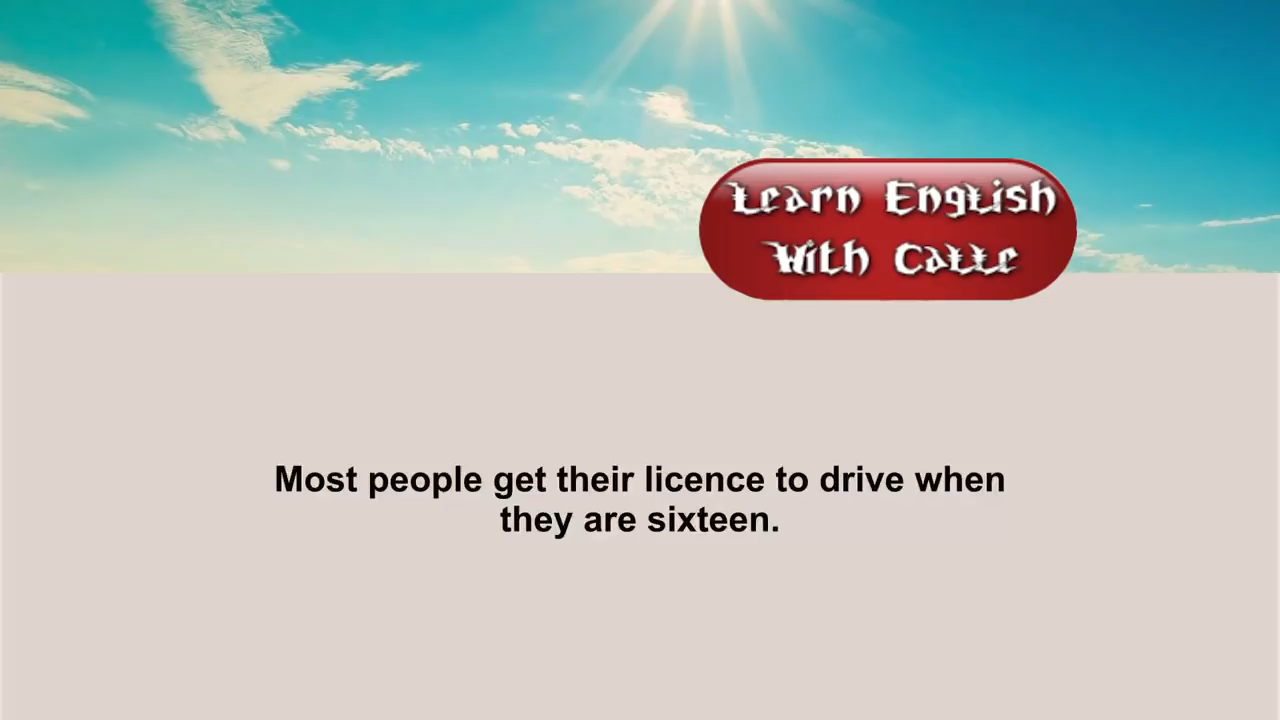 Learn English
With Calle
Most people get their licence to drive when
they are sixteen.